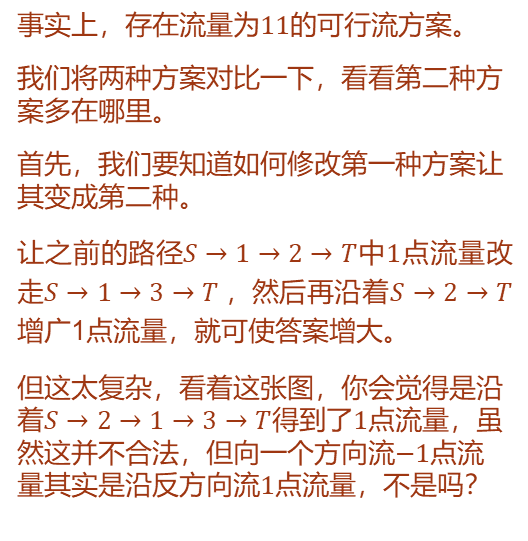 事实上，存在流量为11的可行流方案。
我们将两种方案对比一下，看看第二种方
案多在哪里。
首先，我们要知道如何修改第一种方案让
其变成第二种。
让之前的路径S → 1 → 2 → T中1点流量改
走S → 1 → 3 → T ，然后再沿着S → 2 → T
增广1点流量，就可使答案增大。
但这太复杂，看着这张图，你会觉得是沿
着S → 2 → 1 → 3 → T得到了1点流量，虽
然这并不合法，但向一个方向流−1点流
量其实是沿反方向流1点流量，不是吗？